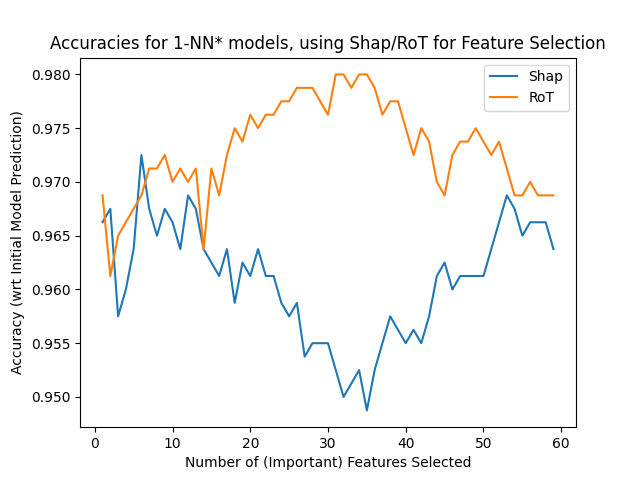 Accuracies for 1-NN* models, using Shap/RoT for Feature Selection
Shap
RoT
Accuracy (wrt Initial Model Prediction)
0.980
0.975
0.970
0.965
0.960
0.955
0.950
0 10 20 30 40 50 60
Number of (Important) Features Selected